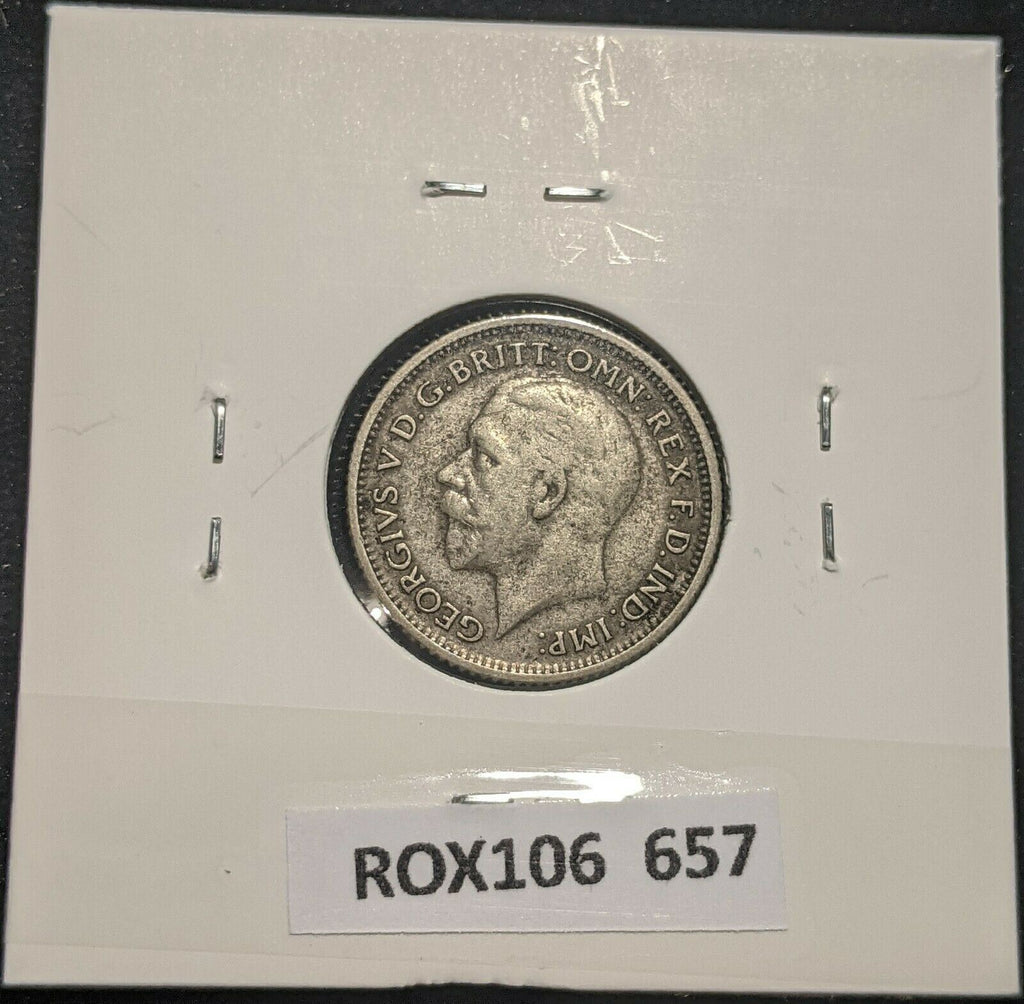 GEORGIVS V D.G. BRITT: OMN: REX F.D. IND: IMP:
ROX106 657